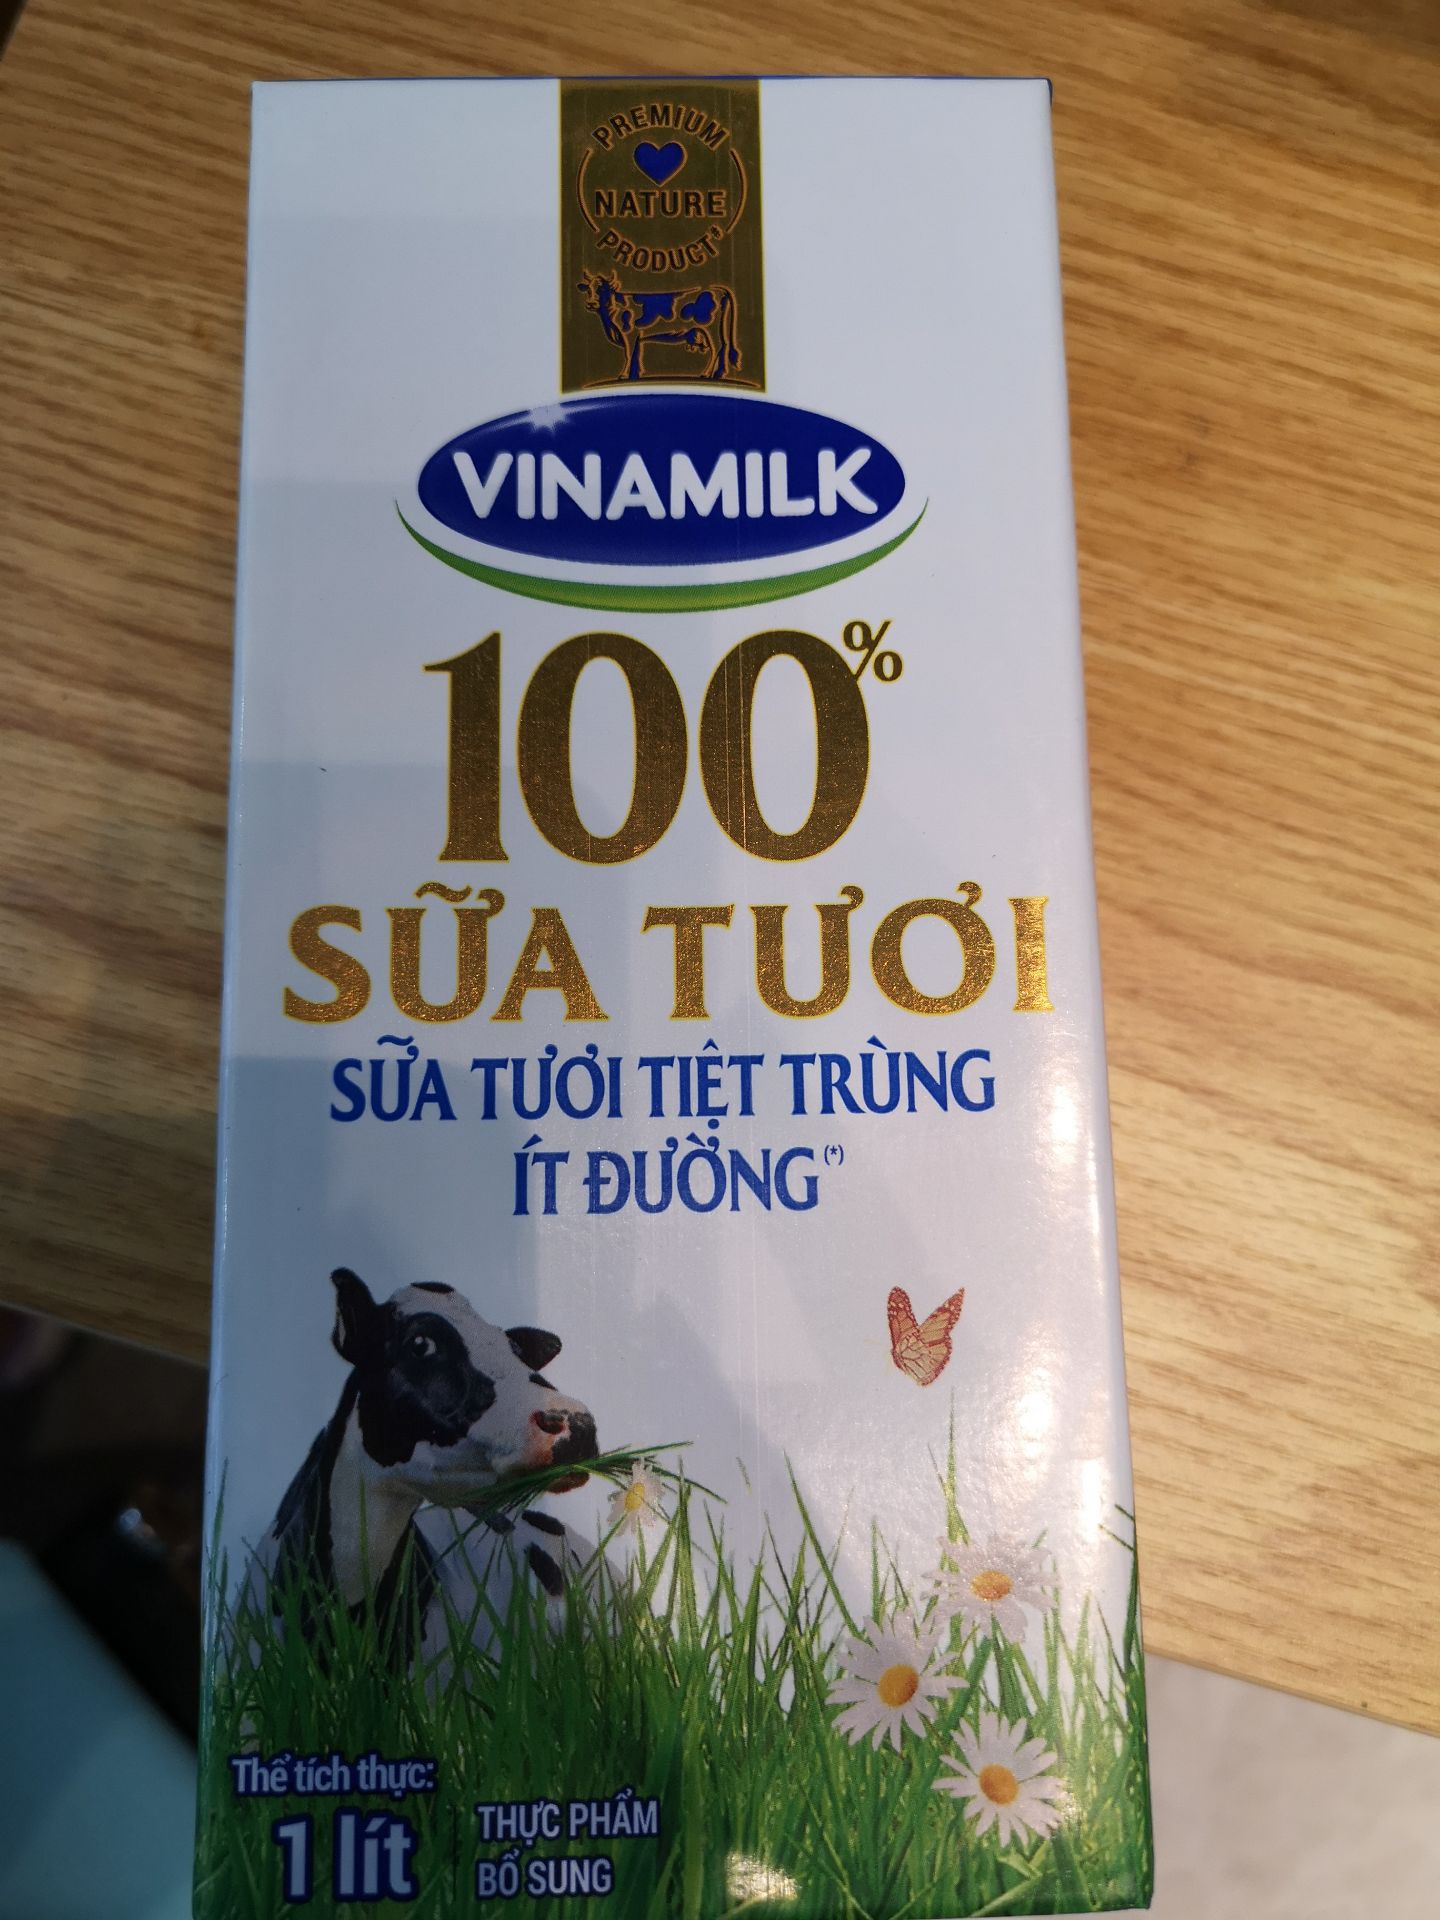 PREMIUM
NATURE
PRODUCT#
VINAMILK
100%
SỮA TƯƠI
SỮA TƯƠI TIỆT TRÙNG
ÍT ĐƯỜNG(*)
Thể tích thực:
1 lít
THỰC PHẨM
BỔ SUNG